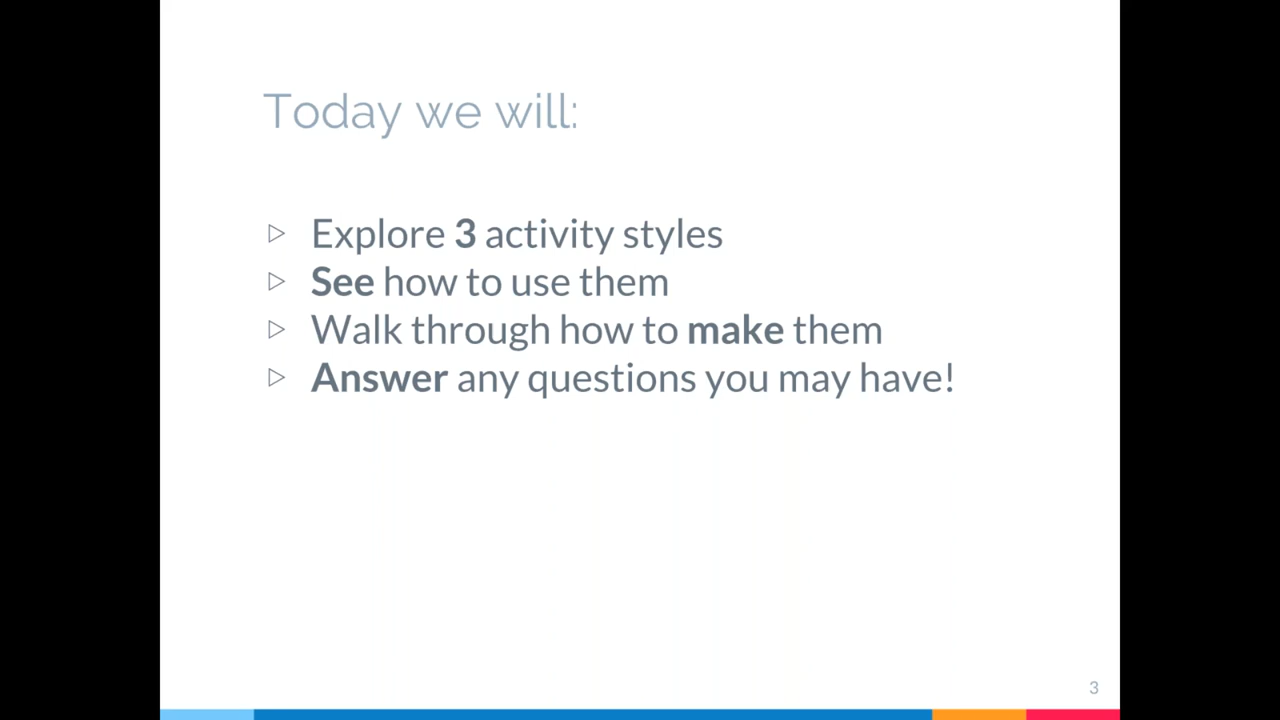 Today we will:
▷ Explore 3 activity styles
▷ See how to use them
▷ Walk through how to make them
▷ Answer any questions you may have!
3